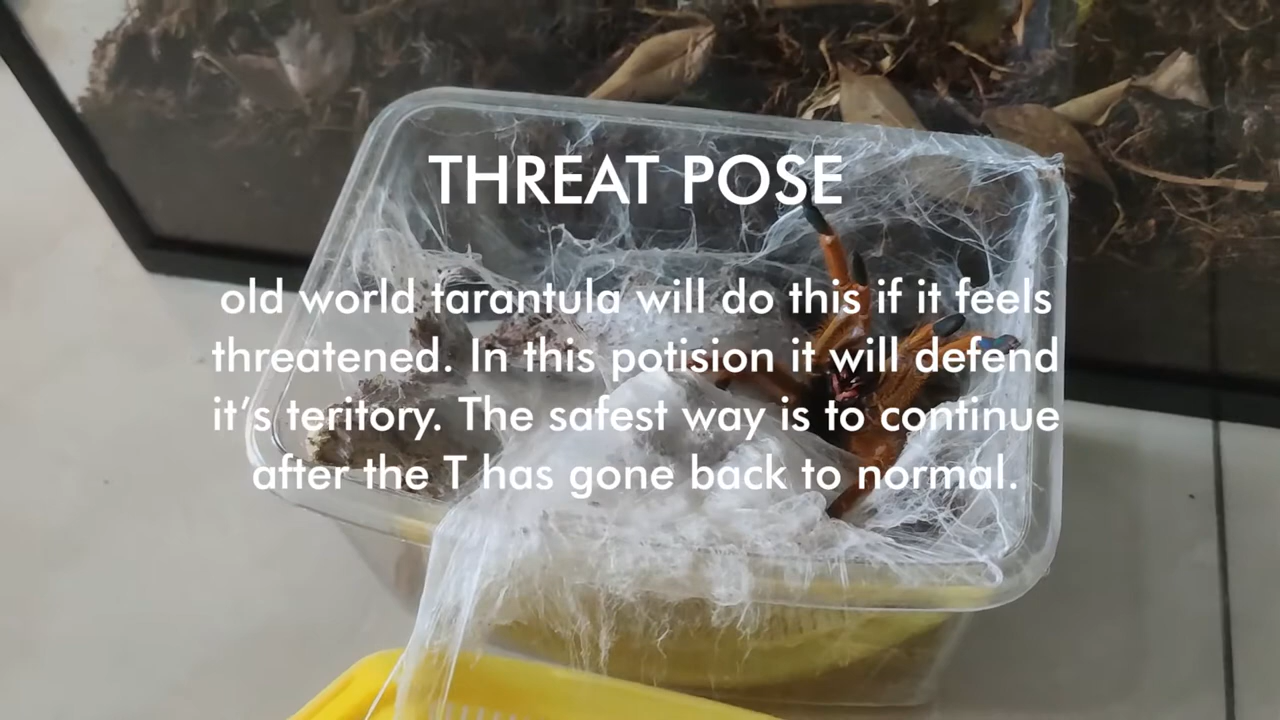 THREAT POSE
old world tarantula will do this if it feels
threatened. In this potision it will defend
it's teritory. The safest way is to continue
after the T has gone back to normal.